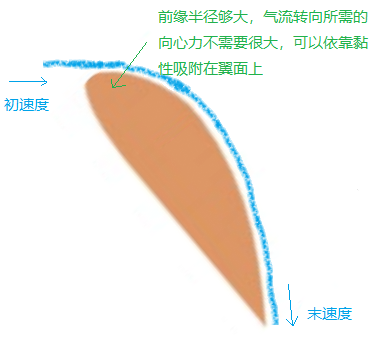 前缘半径够大，气流转向所需的
向心力不需要很大，可以依靠黏
性吸附在翼面上
初速度
末速度